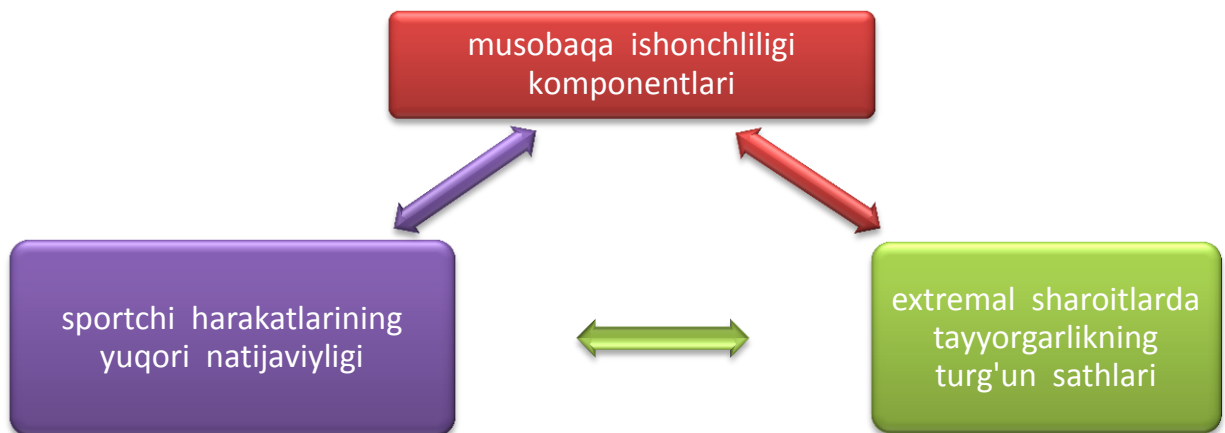 musobaqa ishonchliligi
komponentlari
sportchi harakatlarining
yuqori natijaviyligi
extremal sharoitlarda
tayyorgarlikning
turg'un sathlari